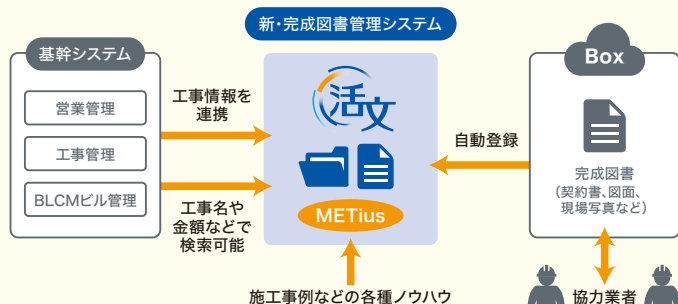 新・完成図書管理システム
基幹システム
営業管理
工事管理
BLCMビル管理
工事情報を
連携
工事名や
金額などで
検索可能
活文
METius
施工事例などの各種ノウハウ
自動登録
Box
完成図書
(契約書、図面、
現場写真など)
協力業者